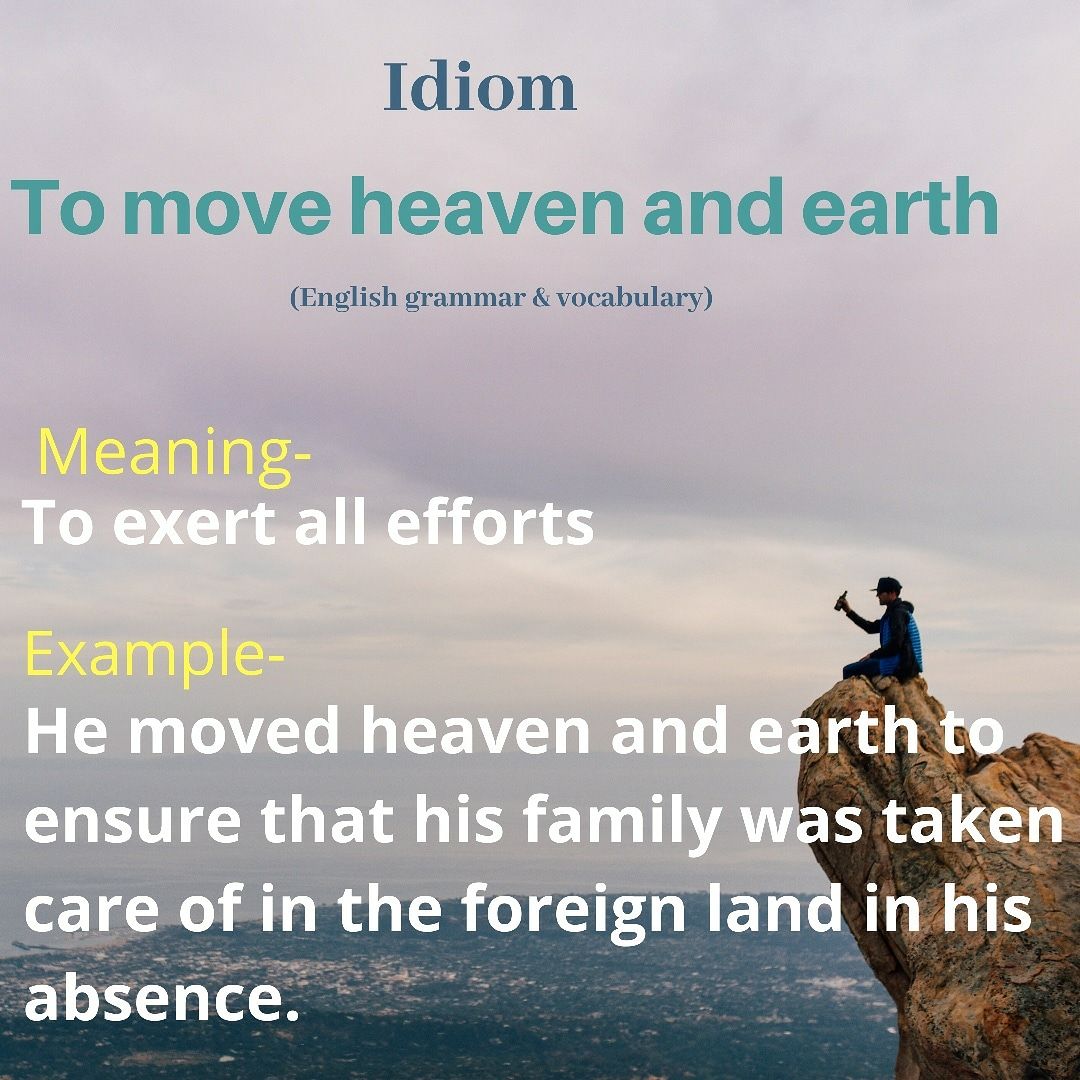 Idiom
To move heaven and earth
(English grammar & vocabulary)
Meaning-
To exert all efforts
Example-
He moved heaven and earth to
ensure that his family was taken
care of in the foreign land in his
absence.